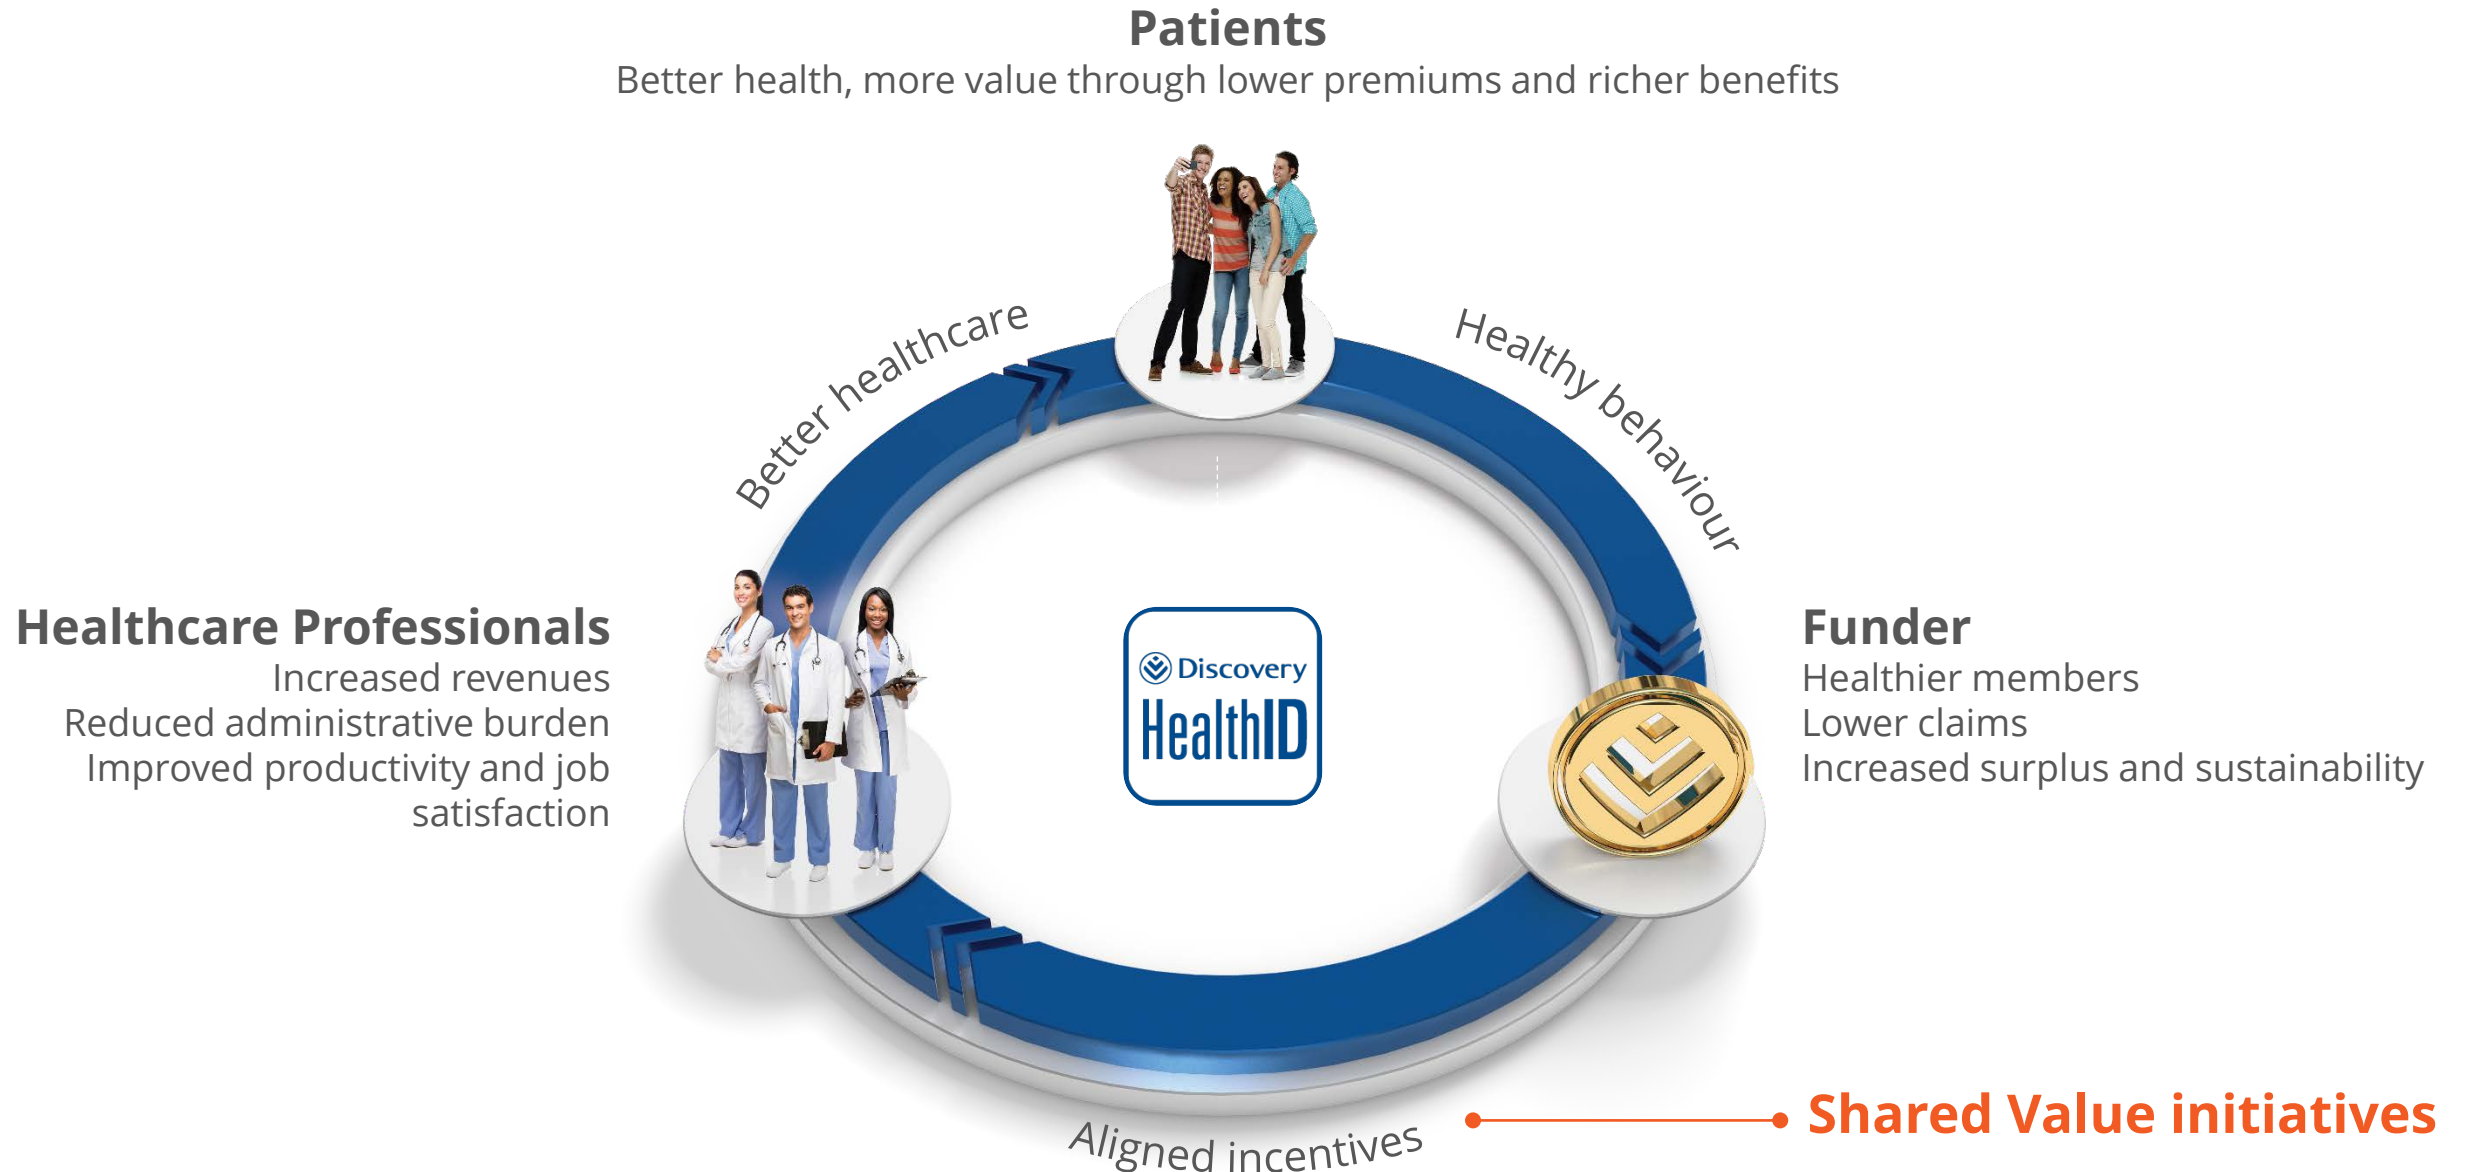 Patients
Better health, more value through lower premiums and richer benefits
Better healthcare
Healthy behaviour
Healthcare Professionals
Increased revenues
Reduced administrative burden
Improved productivity and job
satisfaction
Discovery
HealthID
Funder
Healthier members
Lower claims
Increased surplus and sustainability
Aligned incentives
Shared Value initiatives